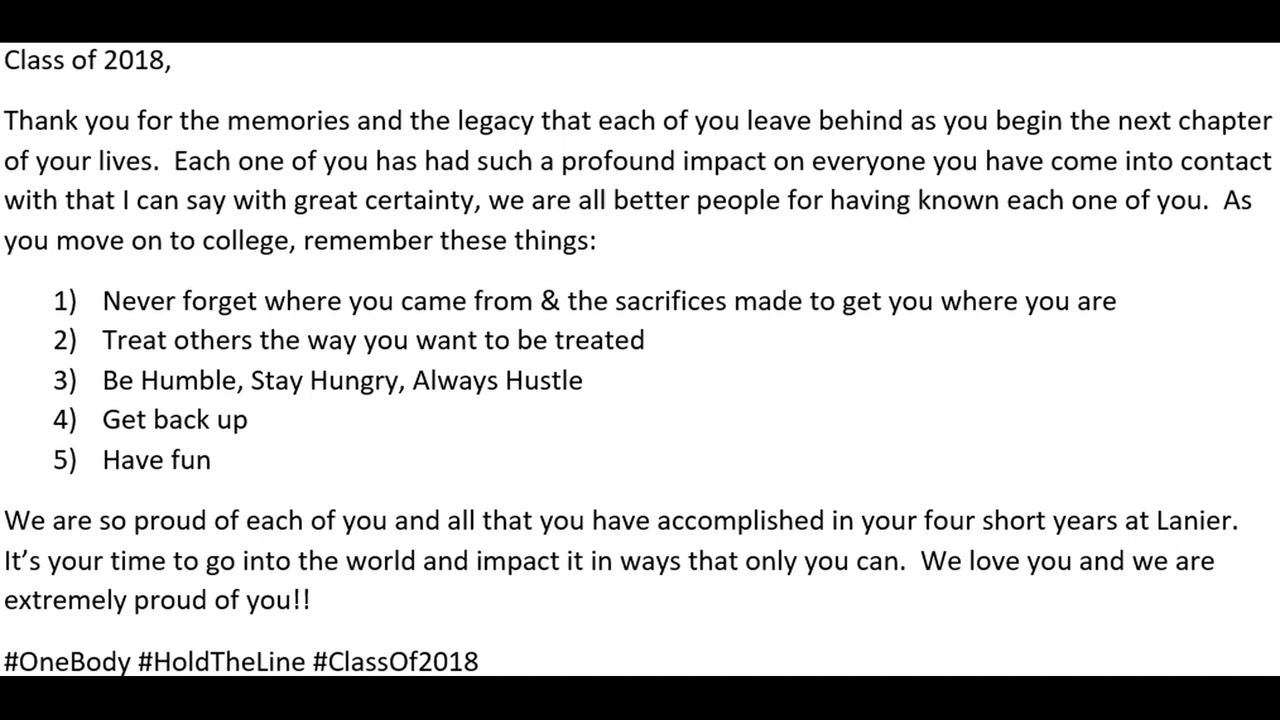 Class of 2018,
Thank you for the memories and the legacy that each of you leave behind as you begin the next chapter
of your lives.  Each one of you has had such a profound impact on everyone you have come into contact
with that I can say with great certainty, we are all better people for having known each one of you.  As
you move on to college, remember these things:
1) Never forget where you came from & the sacrifices made to get you where you are
2) Treat others the way you want to be treated
3) Be Humble, Stay Hungry, Always Hustle
4) Get back up
5) Have fun
We are so proud of each of you and all that you have accomplished in your four short years at Lanier.
It’s your time to go into the world and impact it in ways that only you can.  We love you and we are
extremely proud of you!!
#OneBody #HoldTheLine #ClassOf2018